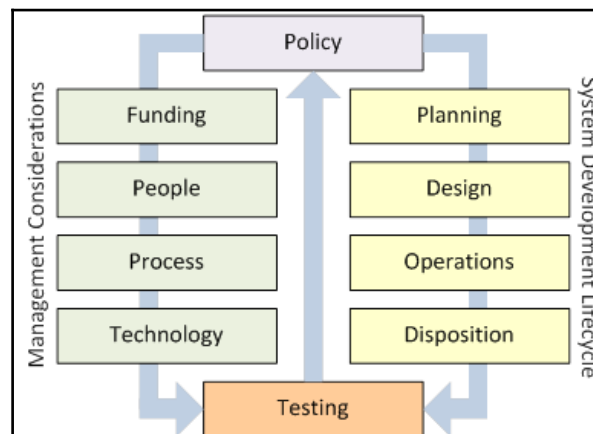 Policy
Management Considerations
Funding
People
Process
Technology
Planning
Design
Operations
Disposition
System Development Lifecycle
Testing